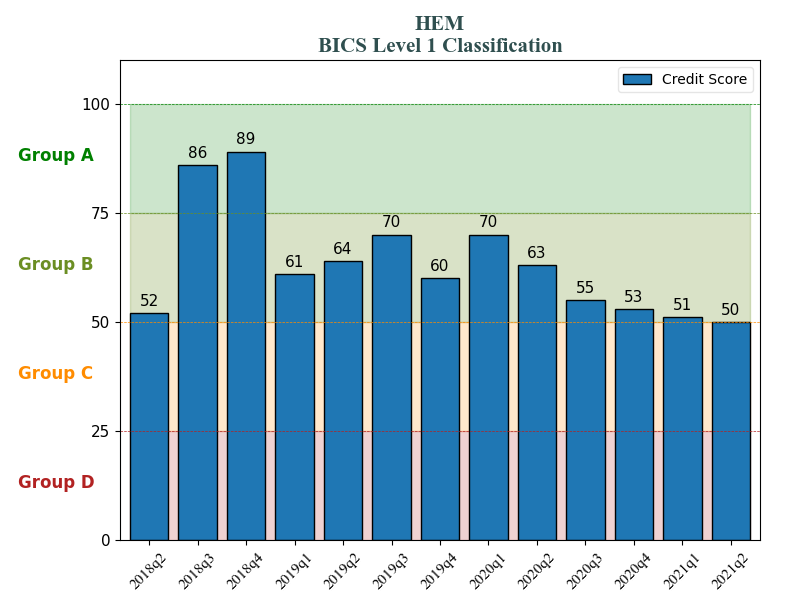 HEM
BICS Level 1 Classification
Credit Score
100
75
50
25
0
Group A
Group B
Group C
Group D
52
86
89
61
64
70
60
70
63
55
53
51
50
2018q2
2018q3
2018q4
2019q1
2019q2
2019q3
2019q4
2020q1
2020q2
2020q3
2020q4
2021q1
2021q2